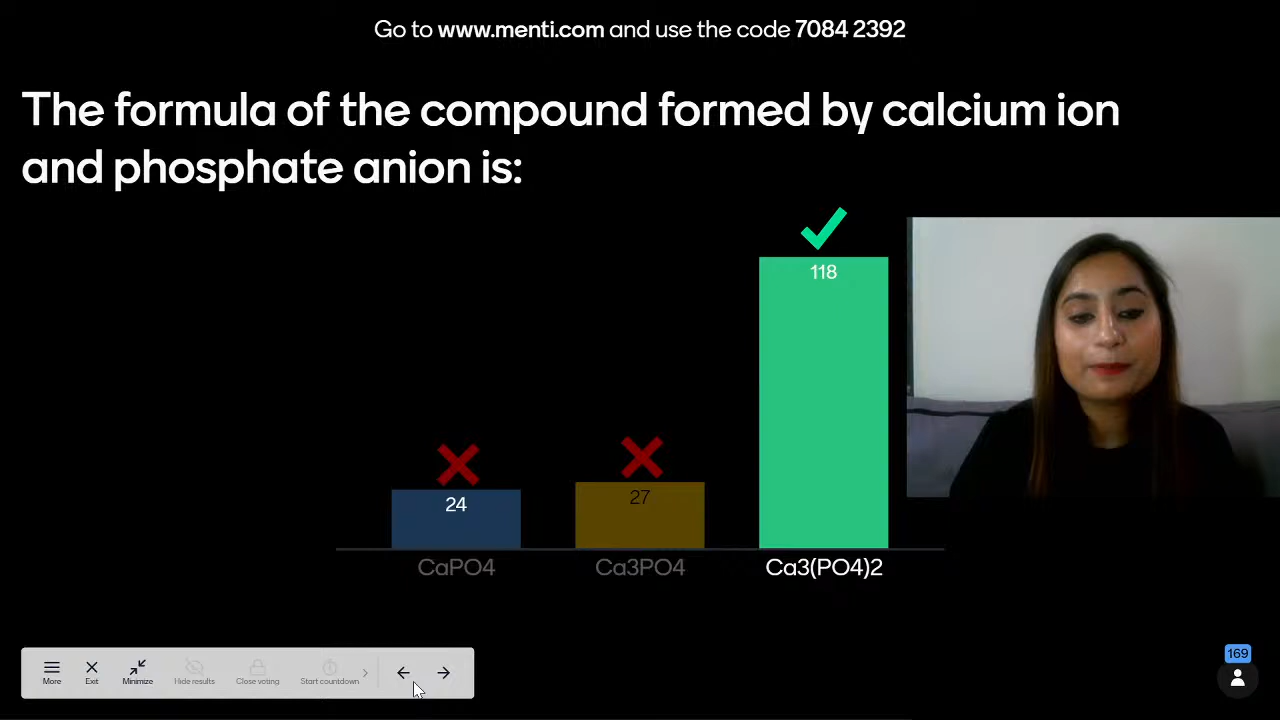 Go to www.menti.com and use the code 7084 2392
The formula of the compound formed by calcium ion
and phosphate anion is:
118
24
27
CaPO4
Ca3PO4
Ca3(PO4)2
169
More
Exit
Minimize
Hide results
Close voting
Start countdown